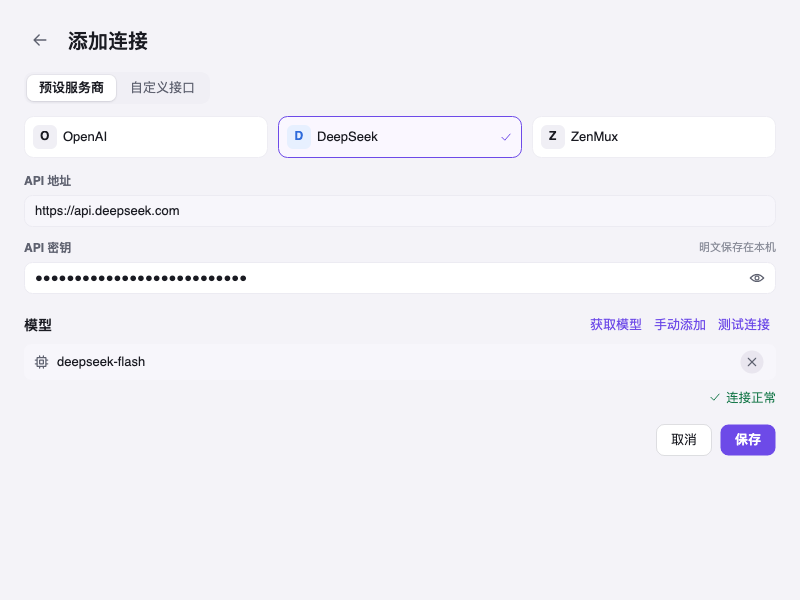 添加连接
预设服务商 自定义接口
O OpenAI D DeepSeek Z ZenMux
API 地址
https://api.deepseek.com
API 密钥 明文保存在本机
●●●●●●●●●●●●●●●●●●●●●●●●●●●
模型 获取模型 手动添加 测试连接
deepseek-flash
连接正常
取消 保存